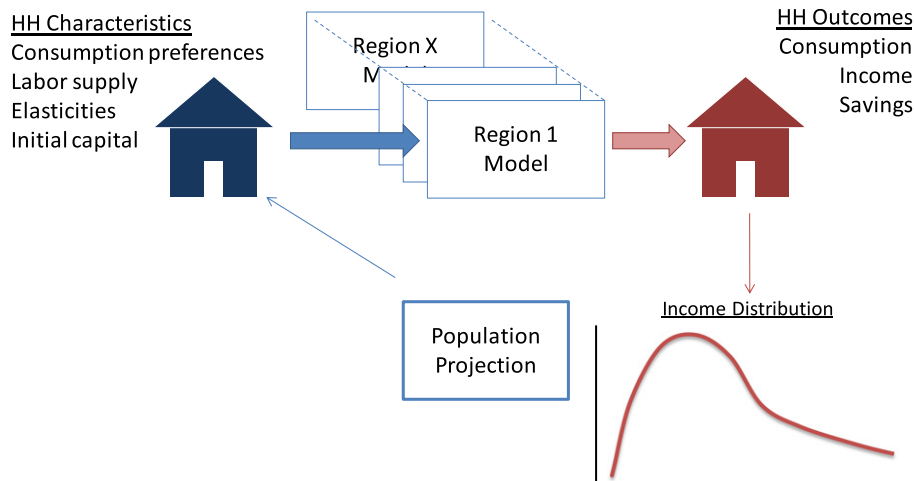 HH Characteristics
Consumption preferences
Labor supply
Elasticities
Initial capital
Region X
Region 1
Model
HH Outcomes
Consumption
Income
Savings
Population
Projection
Income Distribution